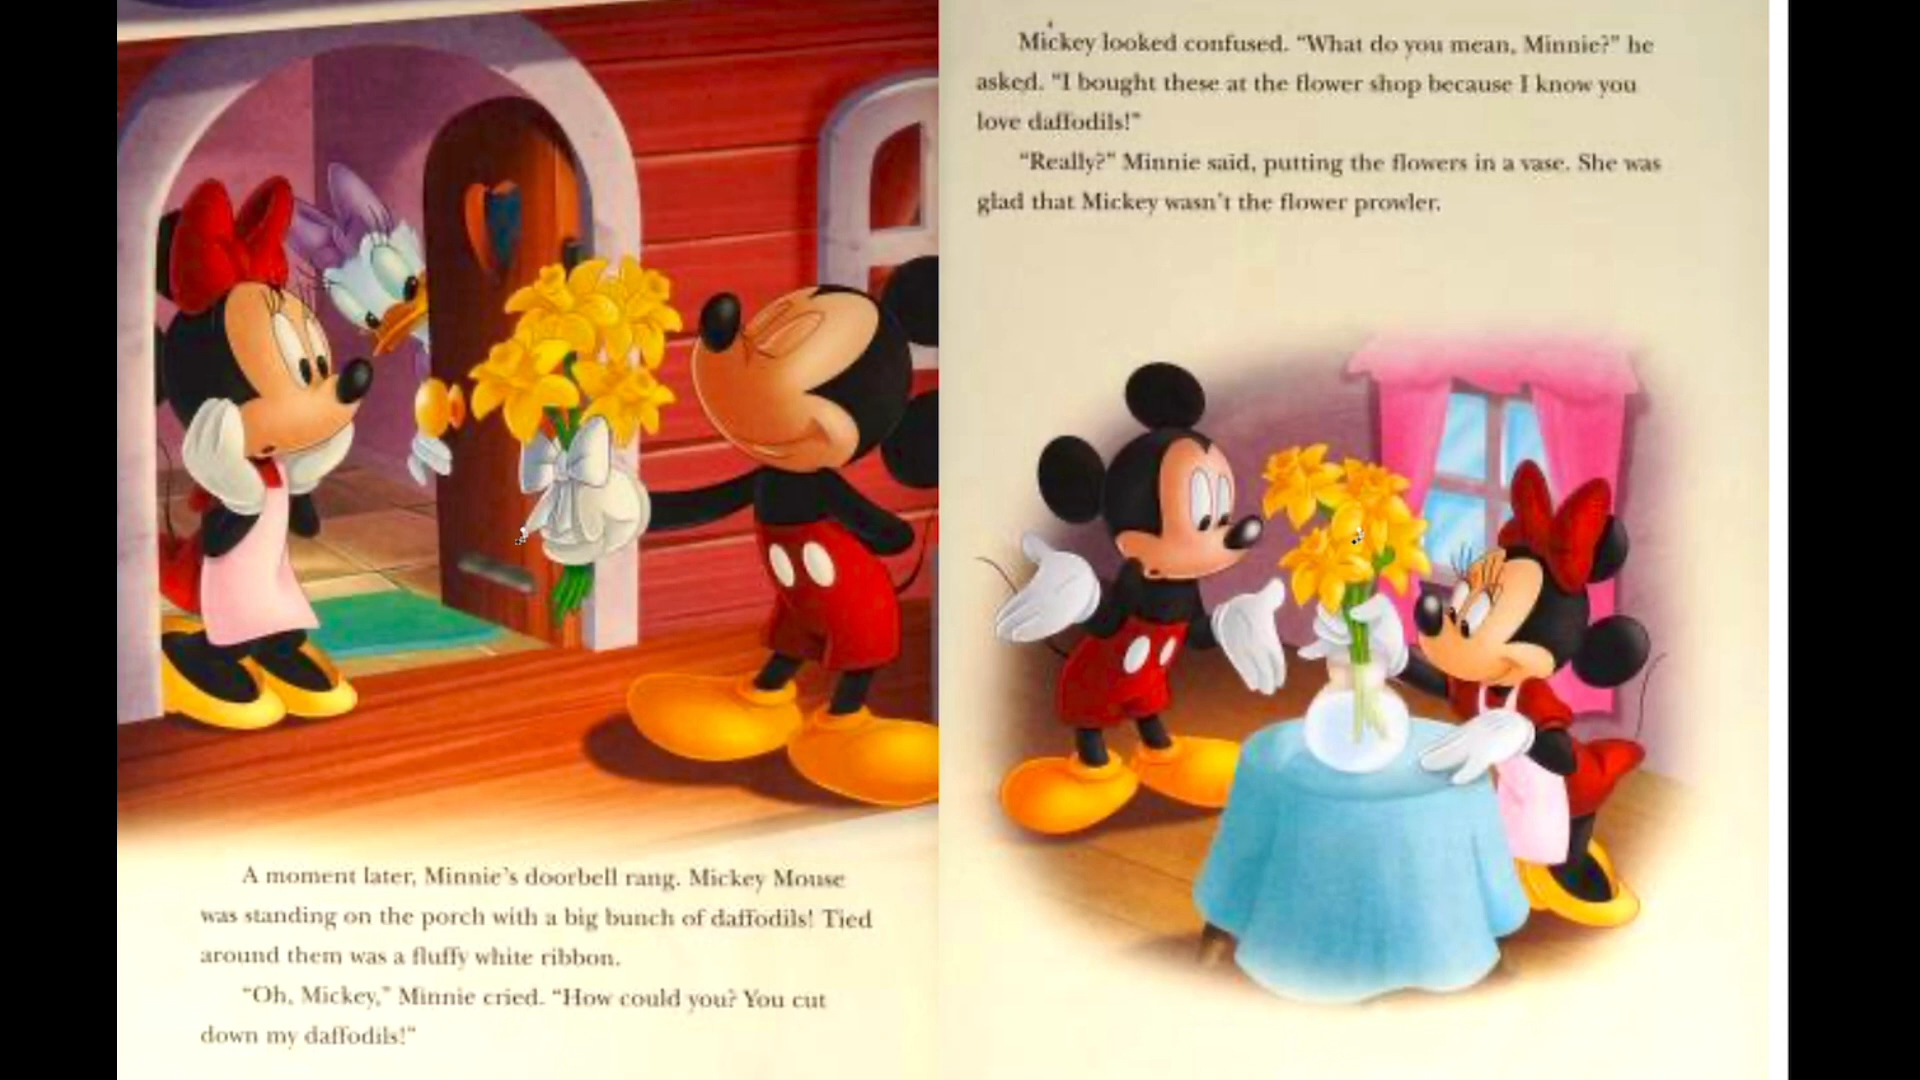 A moment later, Minnie's doorbell rang. Mickey Mouse
was standing on the porch with a big bunch of daffodils! Tied
around them was a fluffy white ribbon.
"Oh, Mickey," Minnie cried. "How could you? You cut
down my daffodils!"
Mickey looked confused. "What do you mean, Minnie?" he
asked. "I bought these at the flower shop because I know you
love daffodils!"
"Really?" Minnie said, putting the flowers in a vase. She was
glad that Mickey wasn't the flower prowler.